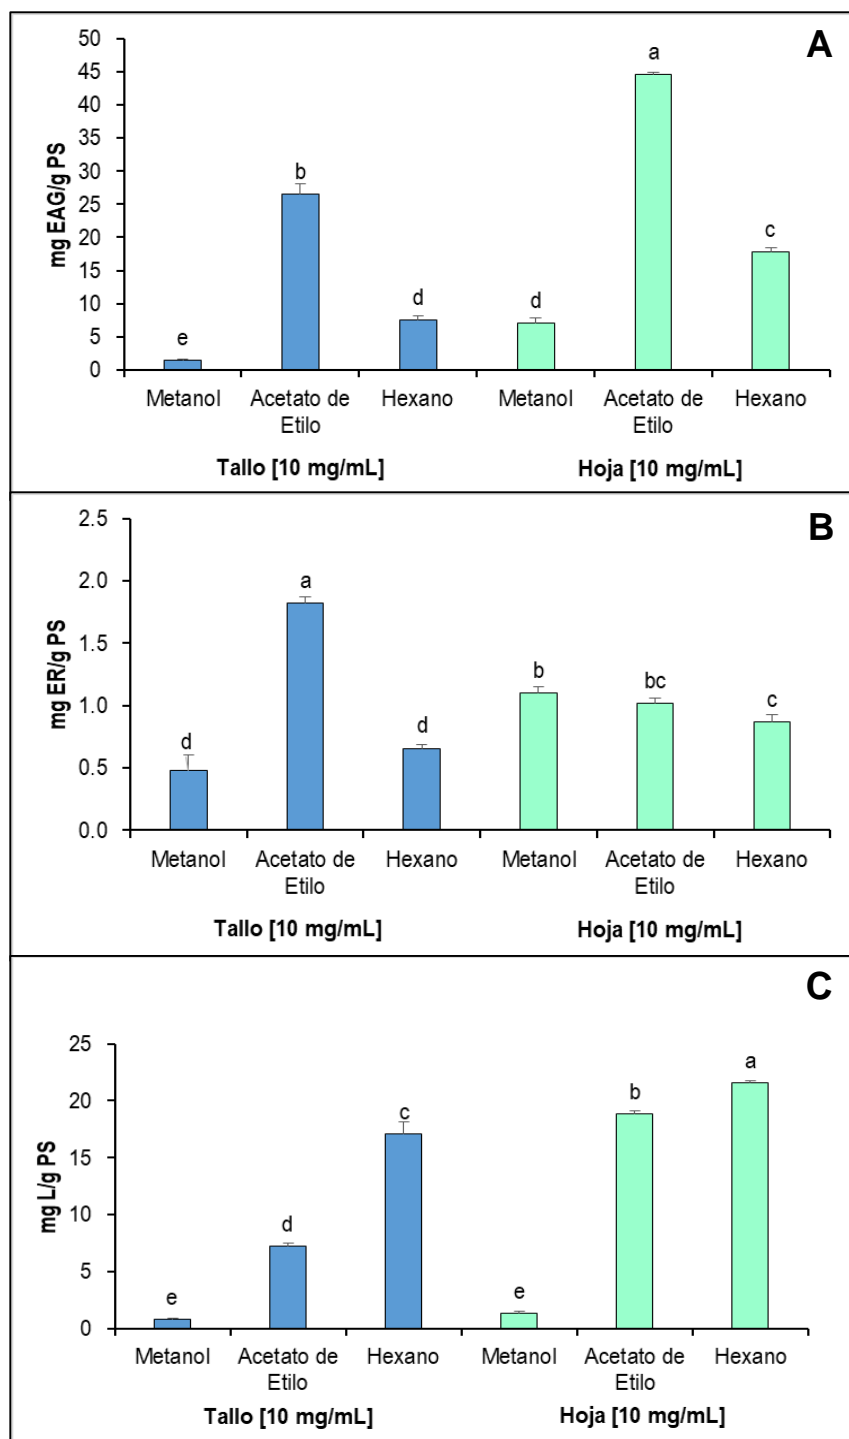 A
mg EAG/g PS
50
45
40
35
30
25
20
15
10
5
0
e
b
d
d
a
c
Metanol
Acetato de
Etilo
Hexano
Metanol
Acetato de
Etilo
Hexano
Tallo [10 mg/mL]
Hoja [10 mg/mL]
B
mg ER/g PS
2.5
2.0
1.5
1.0
0.5
0.0
d
a
d
b
bc
c
Metanol
Acetato de
Etilo
Hexano
Metanol
Acetato de
Etilo
Hexano
Tallo [10 mg/mL]
Hoja [10 mg/mL]
C
mg L/g PS
25
20
15
10
5
0
e
d
c
e
b
a
Metanol
Acetato de
Etilo
Hexano
Metanol
Acetato de
Etilo
Hexano
Tallo [10 mg/mL]
Hoja [10 mg/mL]